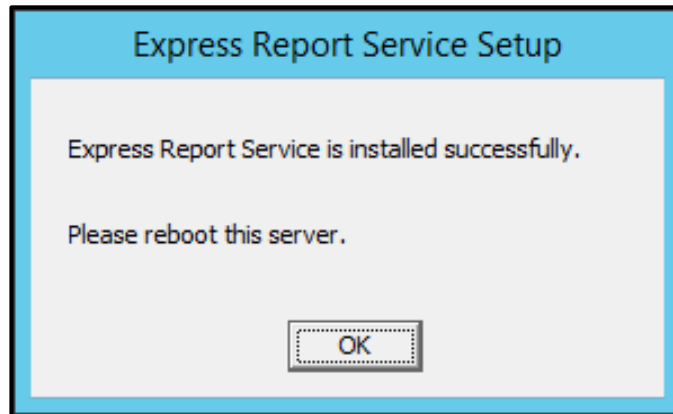 Express Report Service Setup
Express Report Service is installed successfully.
Please reboot this server.
OK